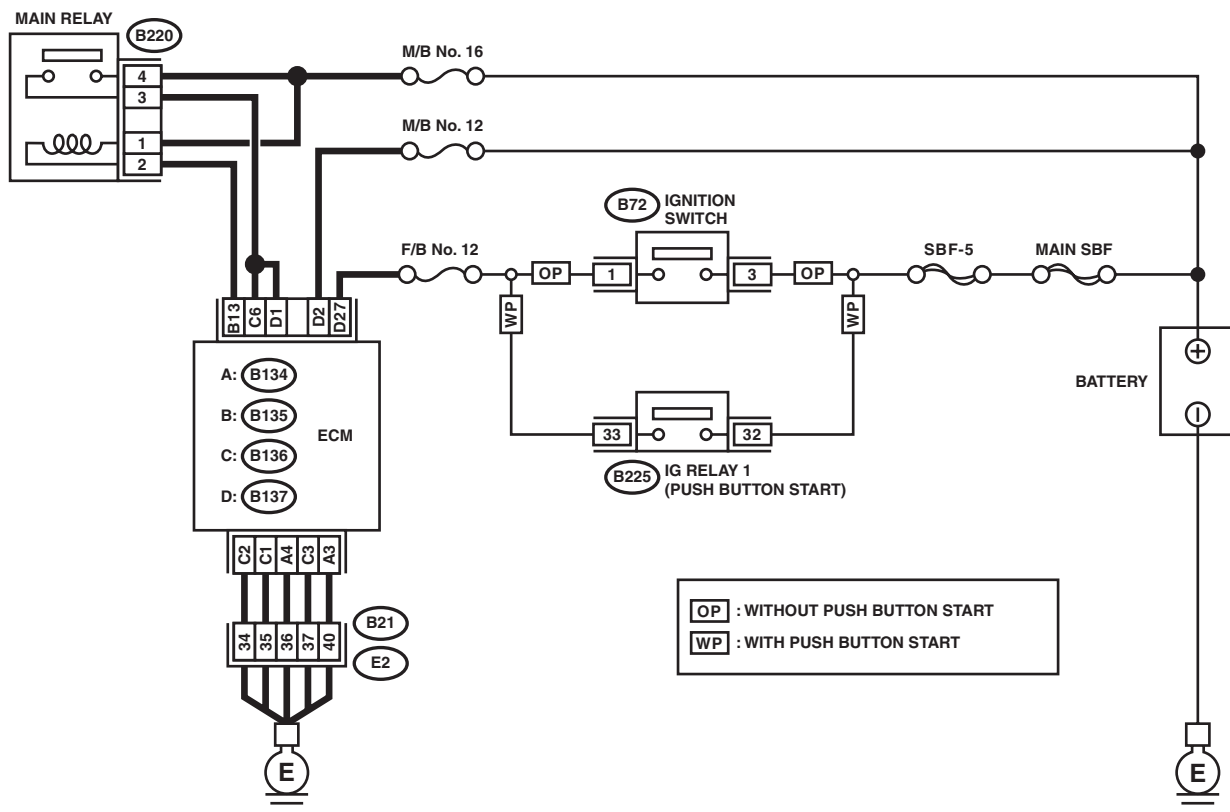 MAIN RELAY
B220
4
3
1
2
M/B No. 16
M/B No. 12
B72
IGNITION
SWITCH
F/B No. 12
OP
1
3
OP
SBF-5
MAIN SBF
WP
WP
B13
C6
D1
D2
D27
A: B134
B: B135
C: B136
D: B137
ECM
33
32
B225
IG RELAY 1
(PUSH BUTTON START)
BATTERY
C2
C1
A4
C3
A3
34
35
36
37
40
B21
E2
OP : WITHOUT PUSH BUTTON START
WP : WITH PUSH BUTTON START
E
E